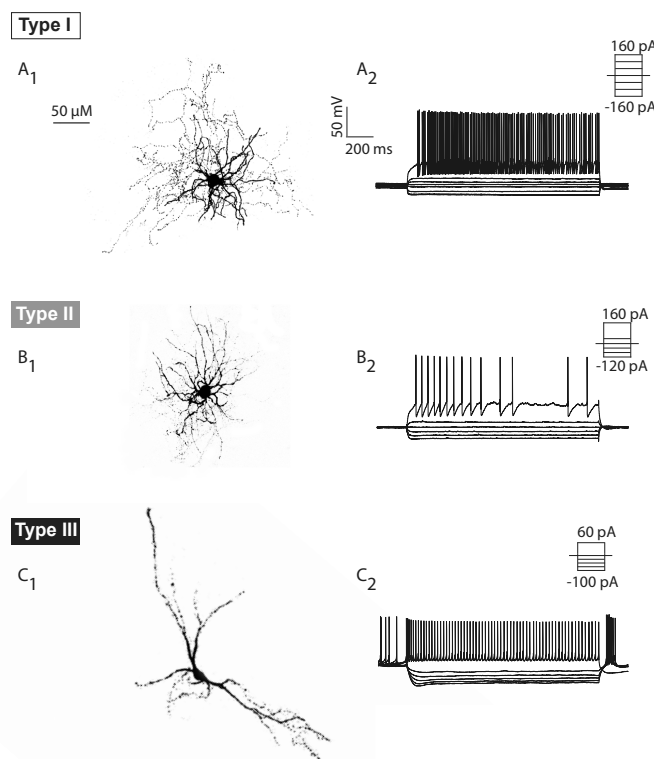 Type I
A1
A2
160 pA
-160 pA
50 μM
50 mV
200 ms
Type II
B1
B2
160 pA
-120 pA
Type III
C1
C2
60 pA
-100 pA